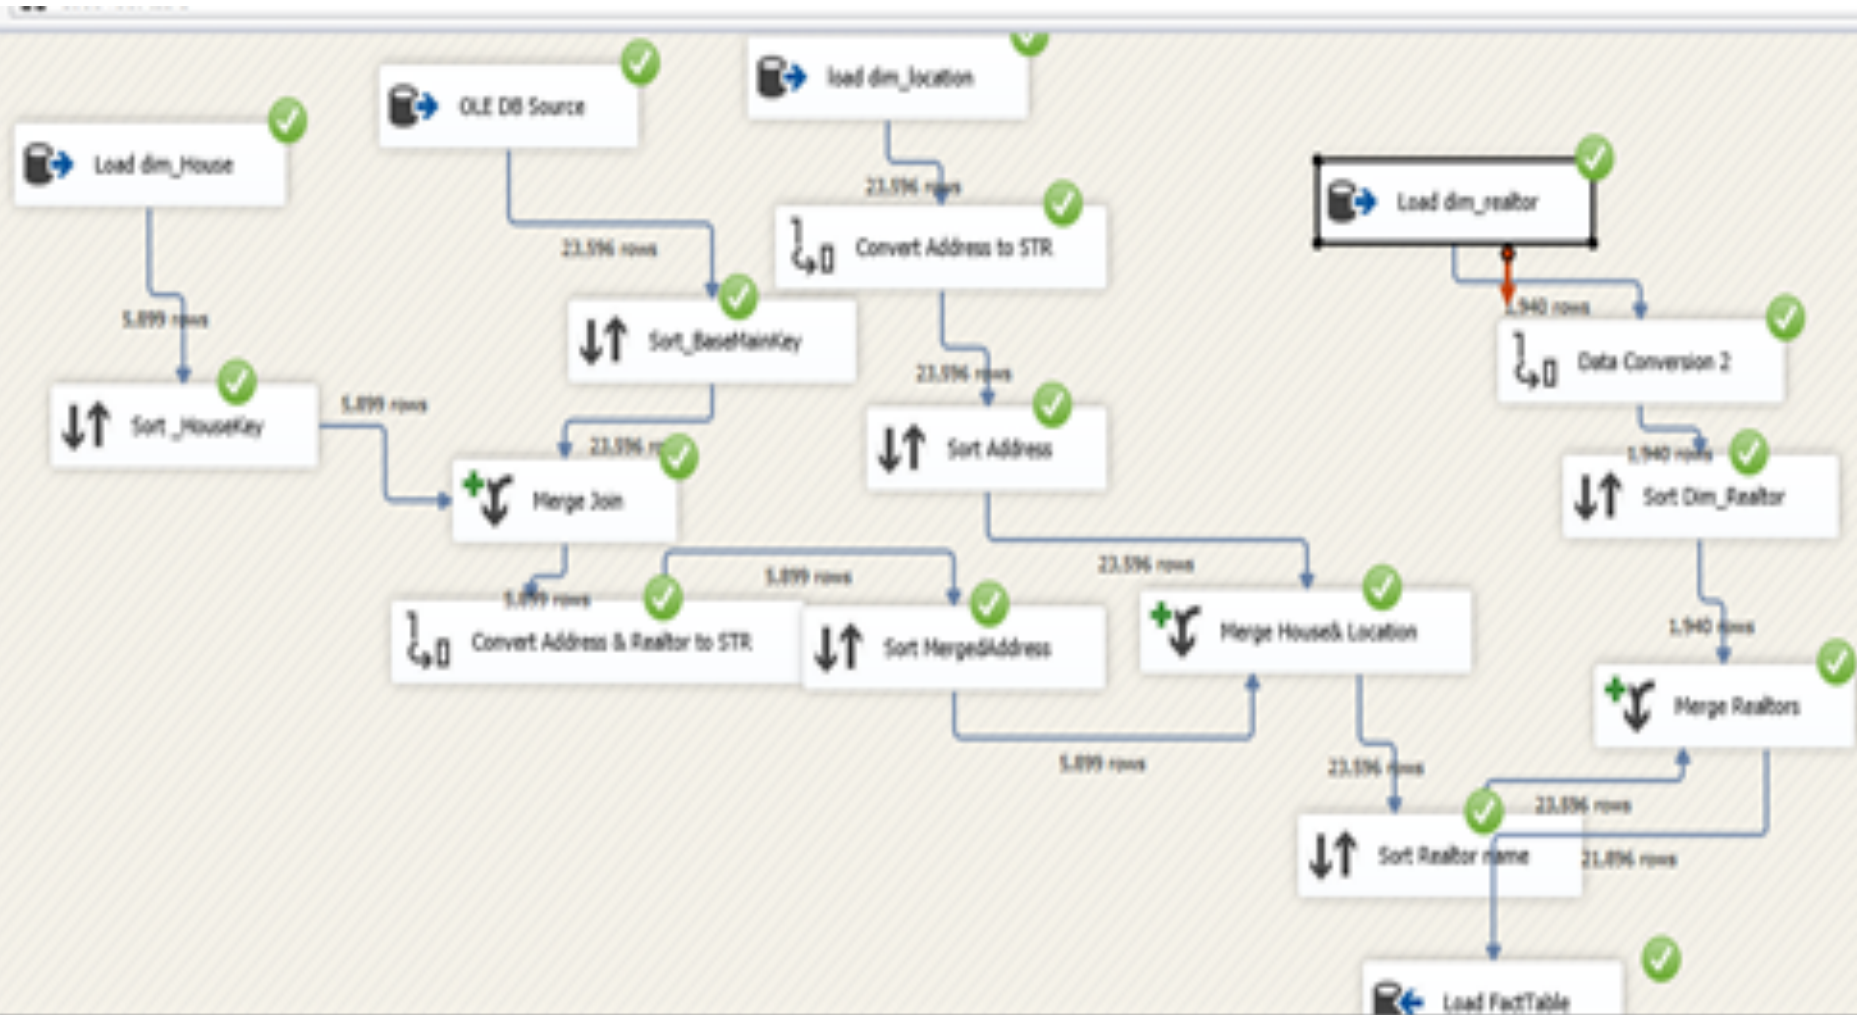 load dim_location
OLE DB Source
Load dim_House
Load dim_realtor
23,596 rows
Convert Address to STR
23,596 rows
5,899 rows
1,940 rows
Sort_BaseMainKey
Data Conversion 2
23,596 rows
5,899 rows
Sort _HouseKey
Sort Address
23,596
1,940 rows
Merge Join
Sort Dim_Realtor
23,596 rows
5,899 rows
5,899 rows
Convert Address & Realtor to STR
Sort MergedAddress
Merge House& Location
1,940 rows
Merge Realtors
5,899 rows
23,596 rows
23,596 rows
Sort Realtor name
21,896 rows
Load FactTable